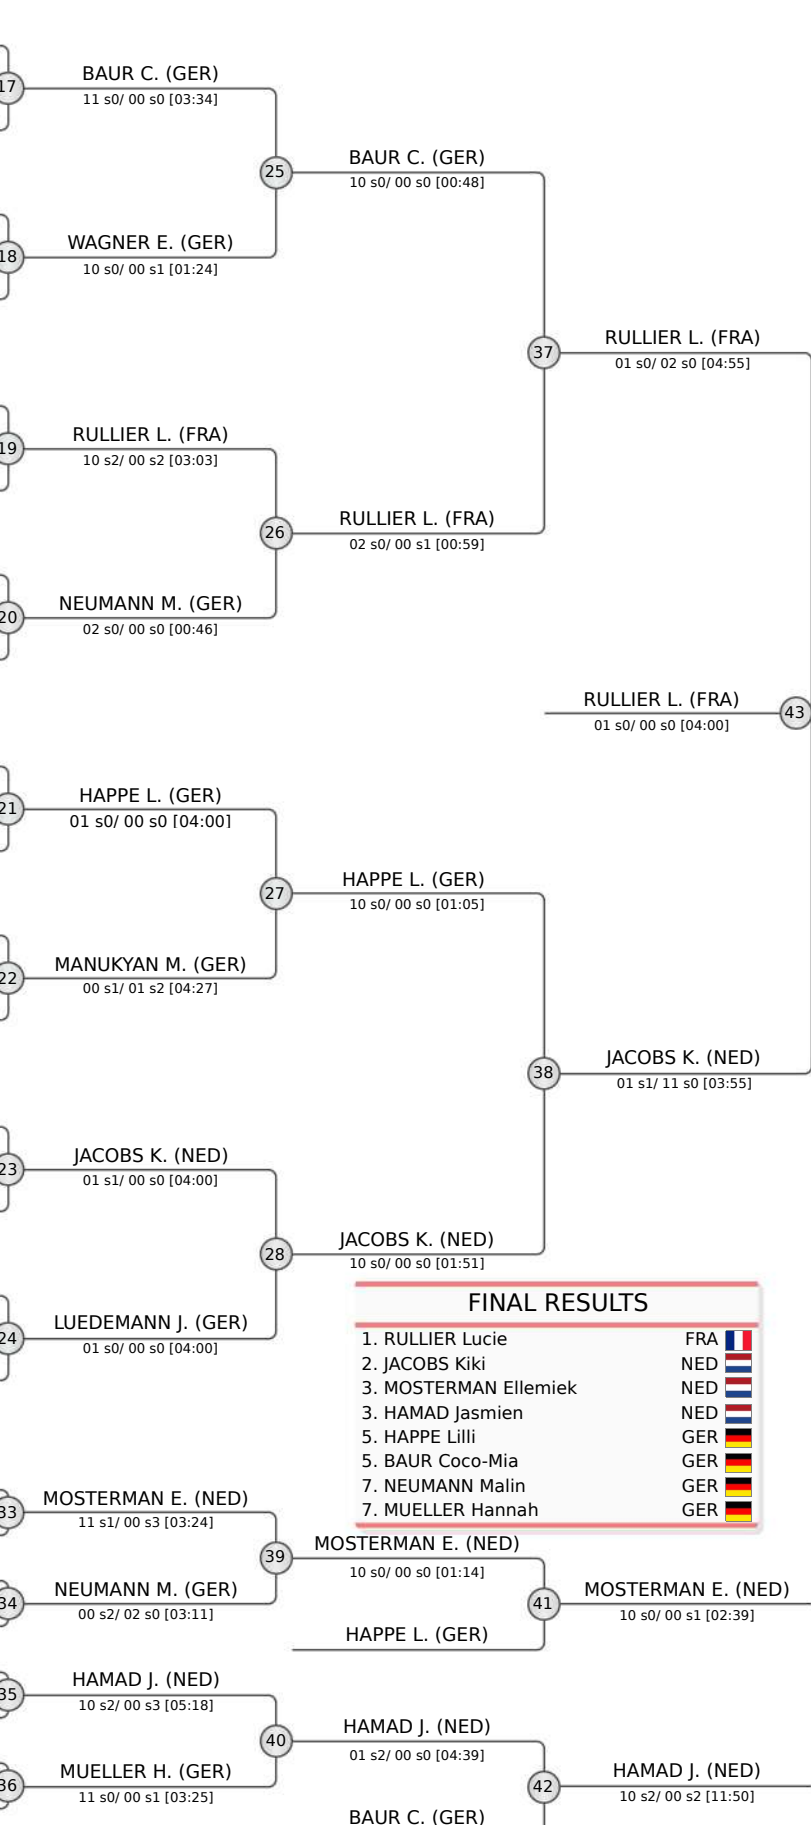 17
BAUR C. (GER)
11 s0/ 00 s0 [03:34]
25
BAUR C. (GER)
10 s0/ 00 s0 [00:48]
18
WAGNER E. (GER)
10 s0/ 00 s1 [01:24]
37
RULLIER L. (FRA)
01 s0/ 02 s0 [04:55]
19
RULLIER L. (FRA)
10 s2/ 00 s2 [03:03]
26
RULLIER L. (FRA)
02 s0/ 00 s1 [00:59]
20
NEUMANN M. (GER)
02 s0/ 00 s0 [00:46]
RULLIER L. (FRA)
01 s0/ 00 s0 [04:00]
43
21
HAPPE L. (GER)
01 s0/ 00 s0 [04:00]
27
HAPPE L. (GER)
10 s0/ 00 s0 [01:05]
22
MANUKYAN M. (GER)
00 s1/ 01 s2 [04:27]
38
JACOBS K. (NED)
01 s1/ 11 s0 [03:55]
23
JACOBS K. (NED)
01 s1/ 00 s0 [04:00]
28
JACOBS K. (NED)
10 s0/ 00 s0 [01:51]
24
LUEDEMANN J. (GER)
01 s0/ 00 s0 [04:00]
FINAL RESULTS
1. RULLIER Lucie FRA
2. JACOBS Kiki NED
3. MOSTERMAN Ellemiek NED
3. HAMAD Jasmien NED
5. HAPPE Lilli GER
5. BAUR Coco-Mia GER
7. NEUMANN Malin GER
7. MUELLER Hannah GER
33
MOSTERMAN E. (NED)
11 s1/ 00 s3 [03:24]
39
MOSTERMAN E. (NED)
10 s0/ 00 s0 [01:14]
34
NEUMANN M. (GER)
00 s2/ 02 s0 [03:11]
41
MOSTERMAN E. (NED)
10 s0/ 00 s1 [02:39]
HAPPE L. (GER)
35
HAMAD J. (NED)
10 s2/ 00 s3 [05:18]
40
HAMAD J. (NED)
01 s2/ 00 s0 [04:39]
36
MUELLER H. (GER)
11 s0/ 00 s1 [03:25]
42
HAMAD J. (NED)
10 s2/ 00 s2 [11:50]
BAUR C. (GER)